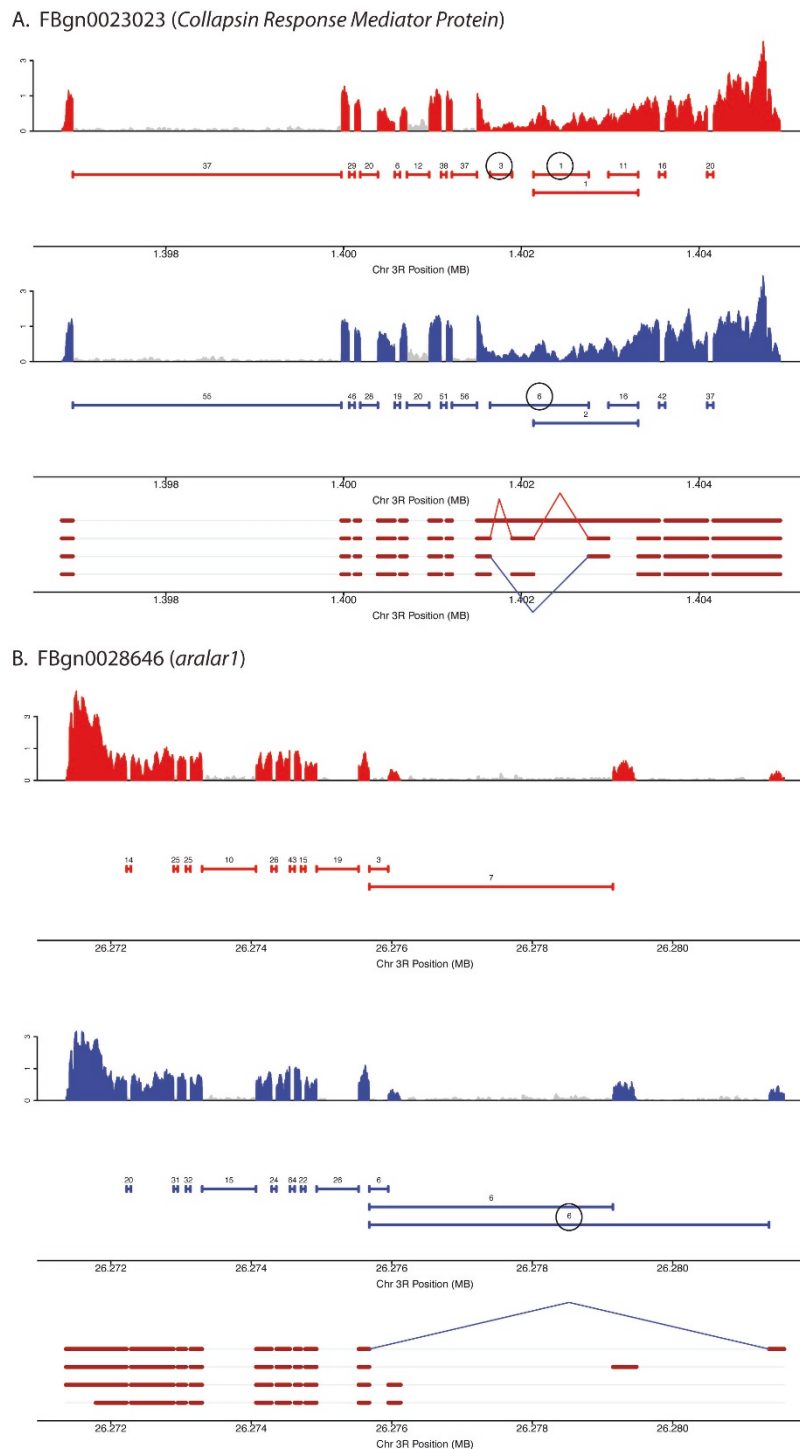 A. FBgn0023023 (Collapsin Response Mediator Protein)
3
1
0
37 29 20 6 12 38 37 3 1 11 16 20
1
1.398 1.400 1.402 1.404
Chr 3R Position (MB)
3
1
0
55 46 28 19 20 51 56 6 16 42 37
2
1.398 1.400 1.402 1.404
Chr 3R Position (MB)
1.398 1.400 1.402 1.404
Chr 3R Position (MB)
B. FBgn0028646 (aralar1)
3
1
0
14 25 25 10 26 43 15 19 3
7
26.272 26.274 26.276 26.278 26.280
Chr 3R Position (MB)
3
1
0
20 31 32 15 24 64 22 26 6
6
6
26.272 26.274 26.276 26.278 26.280
Chr 3R Position (MB)
26.272 26.274 26.276 26.278 26.280
Chr 3R Position (MB)